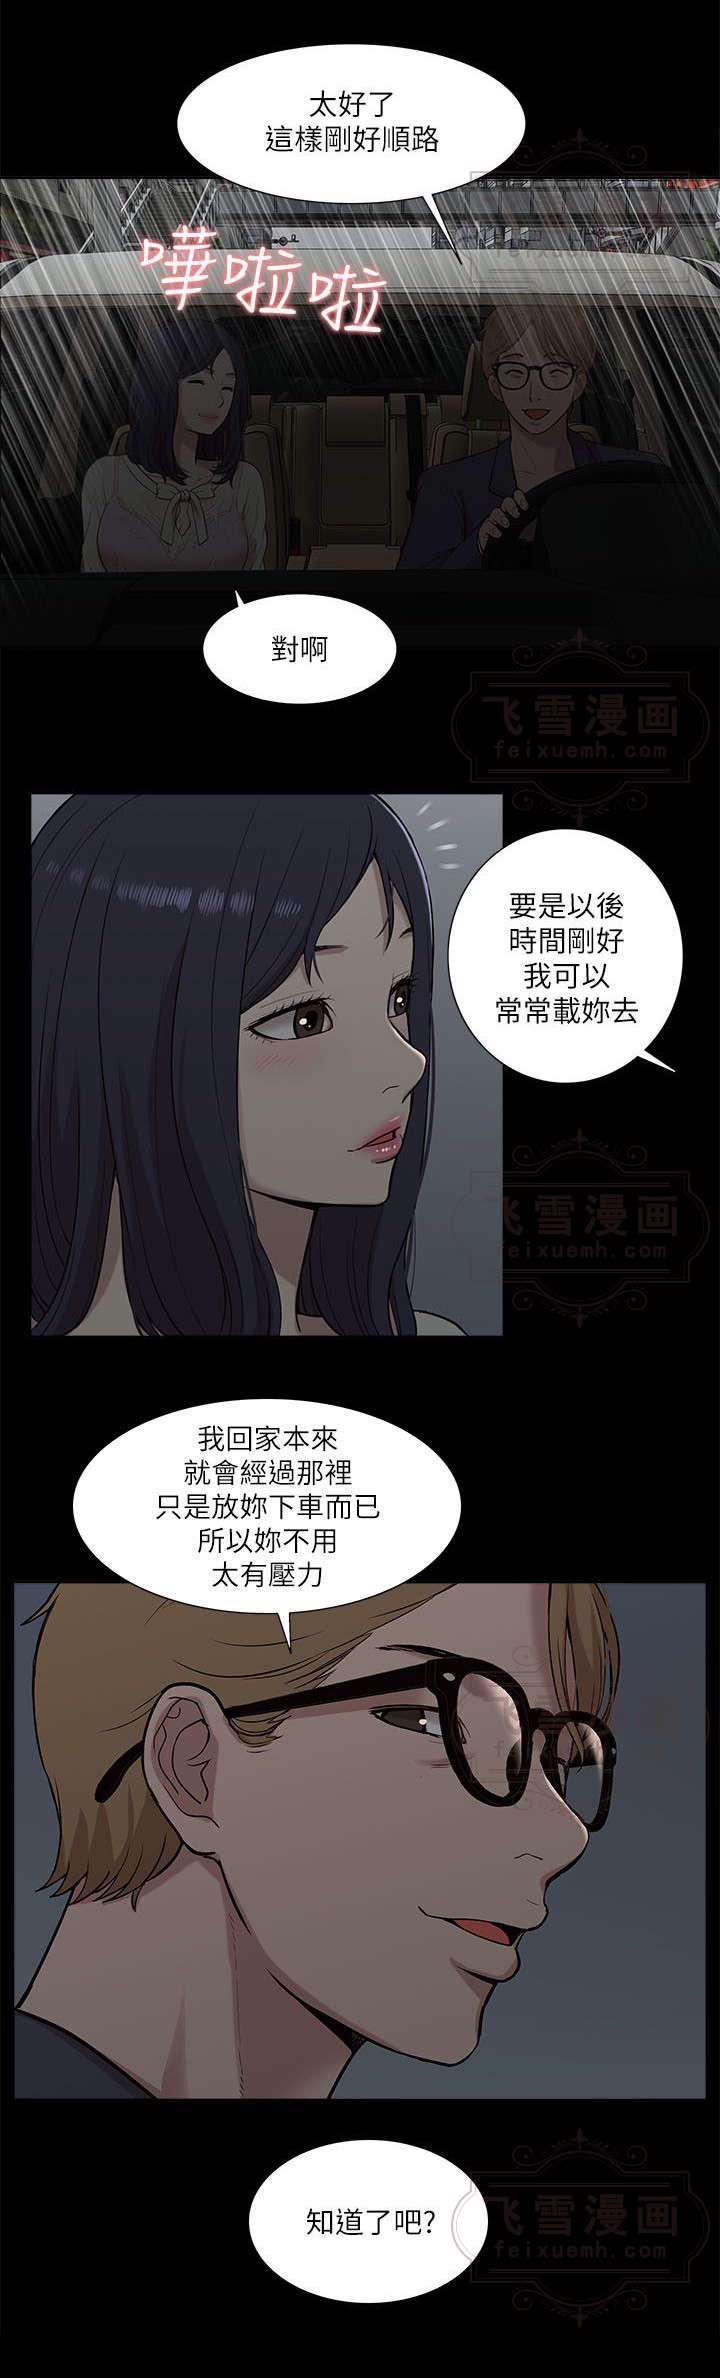 太好了
這樣剛好順路
嘩啦啦
對啊
飞雪漫画
feixuemh.com
要是以後
時間剛好
我可以
常常載妳去
飞雪漫画
feixuemh.com
我回家本來
就會經過那裡
只是放妳下車而已
所以妳不用
太有壓力
知道了吧?
飞雪漫画
feixuemh.com